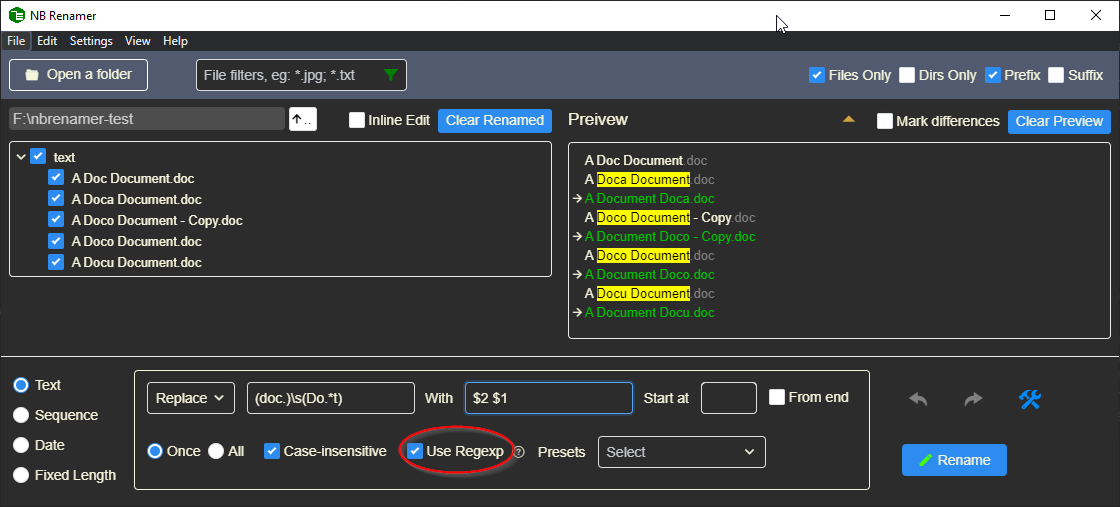 NB Renamer
File Edit Settings View Help
Open a folder File filters, eg: *.jpg; *.txt Files Only Dirs Only Prefix Suffix
F:\nbrenamer-test .. Inline Edit Clear Renamed
text
A Doc Document.doc
A Doca Document.doc
A Doco Document - Copy.doc
A Doco Document.doc
A Docu Document.doc
Preivew Mark differences Clear Preview
A Doc Document.doc
A Doca Document.doc
→ A Document Doca.doc
A Doco Document - Copy.doc
→ A Document Doco - Copy.doc
A Doco Document.doc
→ A Document Doco.doc
A Docu Document.doc
→ A Document Docu.doc
Text
Sequence
Date
Fixed Length
Replace (doc.)\s(Do.*t) With $2 $1 Start at From end
Once All Case-insensitive Use Regexp ? Presets Select
Rename